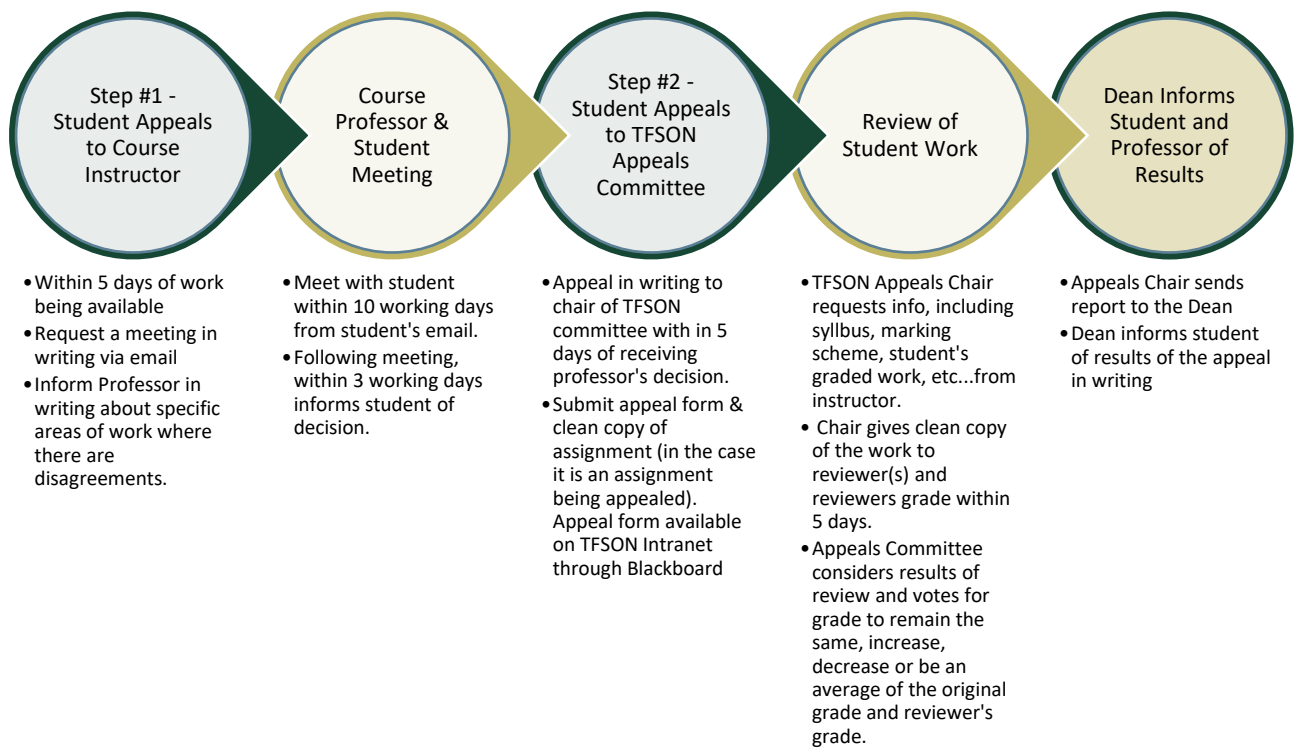 Step #1 -
Student Appeals
to Course
Instructor
•Within 5 days of work
being available
•Request a meeting in
writing via email
•Inform Professor in
writing about specific
areas of work where
there are
disagreements.
Course
Professor &
Student
Meeting
•Meet with student
within 10 working days
from student's email.
•Following meeting,
within 3 working days
informs student of
decision.
Step #2 -
Student Appeals
to TFSON
Appeals
Committee
•Appeal in writing to
chair of TFSON
committee with in 5
days of receiving
professor's decision.
•Submit appeal form &
clean copy of
assignment (in the case
it is an assignment
being appealed).
Appeal form available
on TFSON Intranet
through Blackboard
Review of
Student Work
•TFSON Appeals Chair
requests info, including
syllbus, marking
scheme, student's
graded work, etc...from
instructor.
• Chair gives clean copy
of the work to
reviewer(s) and
reviewers grade within
5 days.
•Appeals Committee
considers results of
review and votes for
grade to remain the
same, increase,
decrease or be an
average of the original
grade and reviewer's
grade.
Dean Informs
Student and
Professor of
Results
•Appeals Chair sends
report to the Dean
•Dean informs student
of results of the appeal
in writing